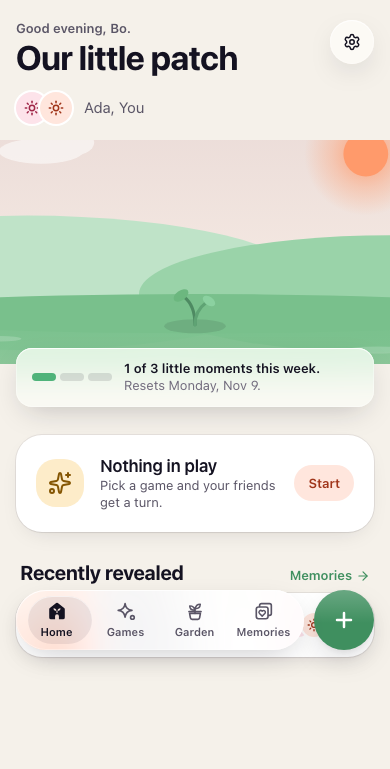 Good evening, Bo.
Our little patch
Ada, You
1 of 3 little moments this week.
Resets Monday, Nov 9.
Nothing in play
Pick a game and your friends
get a turn.
Start
Recently revealed
Memories →
Home
Games
Garden
Memories